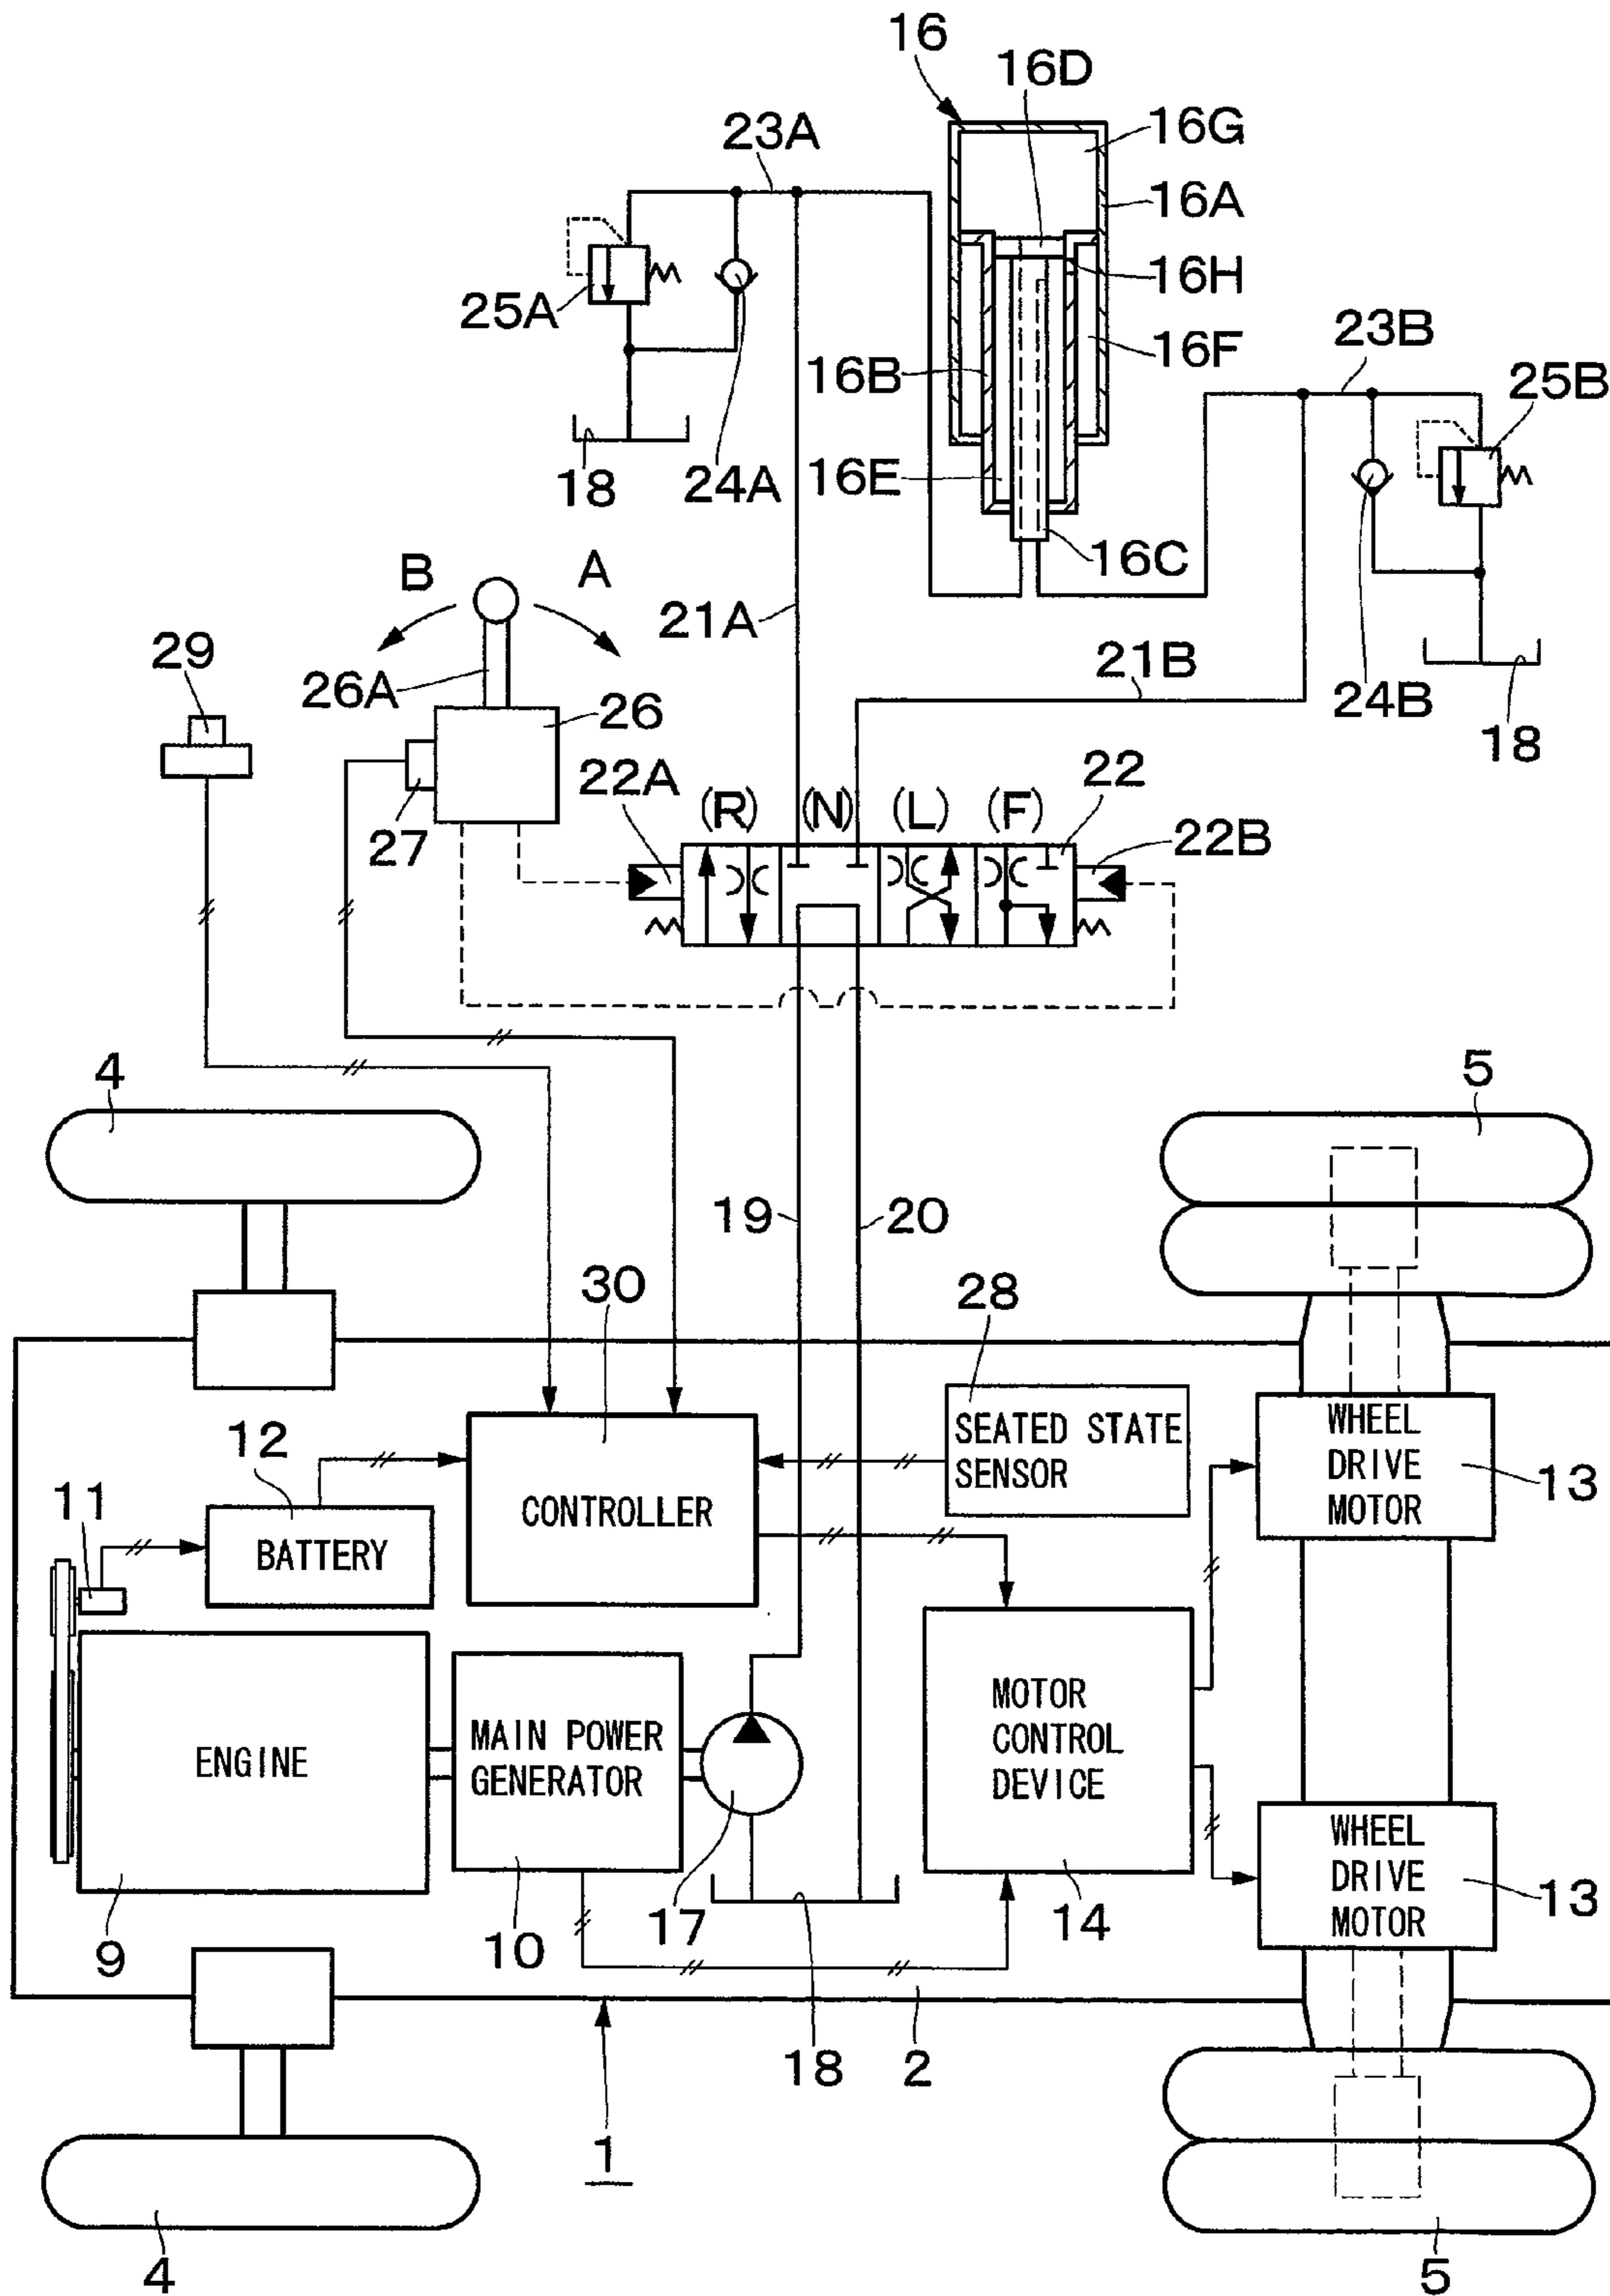 16
16D
16G
23A
16A
16H
25A
16F
23B
16B
25B
24A
16E
18
16C
B
A
21A
29
21B
26A
24B
26
18
22A
(R)
(N)
(L)
(F)
22
27
22B
4
5
19
20
30
28
SEATED STATE
SENSOR
WHEEL
DRIVE
MOTOR
13
12
11
CONTROLLER
BATTERY
MOTOR
CONTROL
DEVICE
MAIN POWER
GENERATOR
ENGINE
WHEEL
DRIVE
MOTOR
13
9
10
17
14
18
2
1
4
5